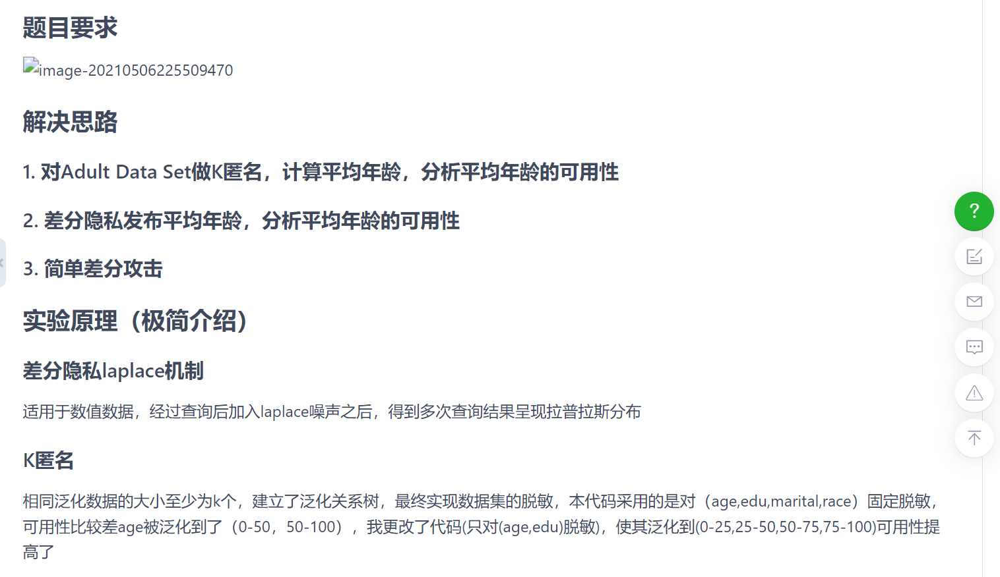 题目要求
image-20210506225509470
解决思路
1. 对Adult Data Set做K匿名，计算平均年龄，分析平均年龄的可用性
2. 差分隐私发布平均年龄，分析平均年龄的可用性
3. 简单差分攻击
实验原理（极简介绍）
差分隐私laplace机制
适用于数值数据，经过查询后加入laplace噪声之后，得到多次查询结果呈现拉普拉斯分布
K匿名
相同泛化数据的大小至少为k个，建立了泛化关系树，最终实现数据集的脱敏，本代码采用的是对（age,edu,marital,race）固定脱敏，
可用性比较差age被泛化到了（0-50，50-100），我更改了代码(只对(age,edu)脱敏)，使其泛化到(0-25,25-50,50-75,75-100)可用性提
高了
?